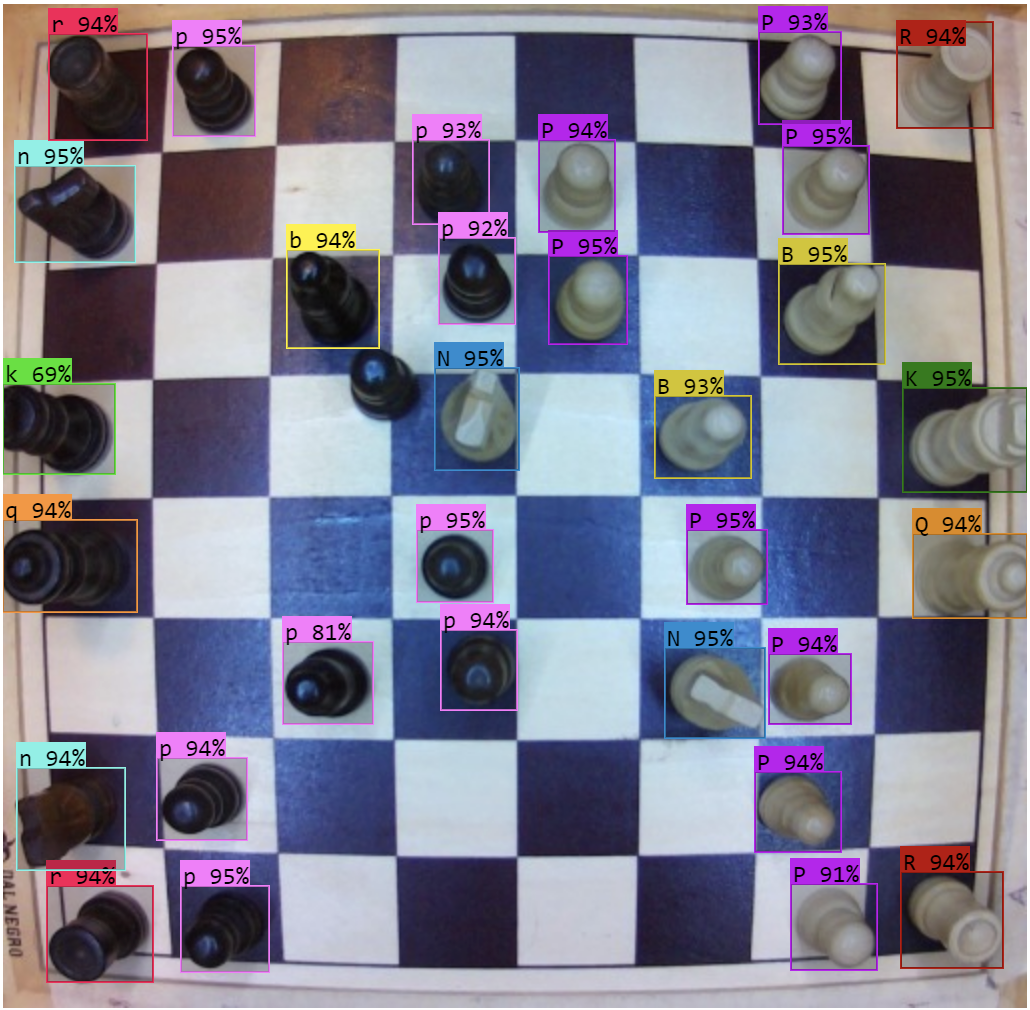 r 94%
p 95%
P 93%
R 94%
p 93%
P 94%
P 95%
n 95%
p 92%
b 94%
P 95%
B 95%
N 95%
k 69%
B 93%
K 95%
q 94%
p 95%
P 95%
Q 94%
p 94%
p 81%
N 95%
P 94%
p 94%
n 94%
P 94%
r 94%
p 95%
P 91%
R 94%
DAL NEGRO